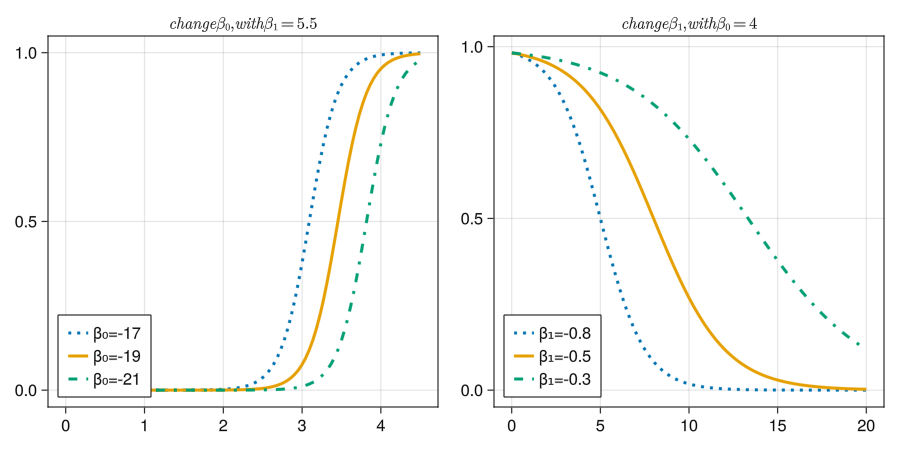 changeβ₀,withβ₁=5.5
1.0
0.5
0.0
β₀=-17
β₀=-19
β₀=-21
0 1 2 3 4
changeβ₁,withβ₀=4
1.0
0.5
0.0
β₁=-0.8
β₁=-0.5
β₁=-0.3
0 5 10 15 20